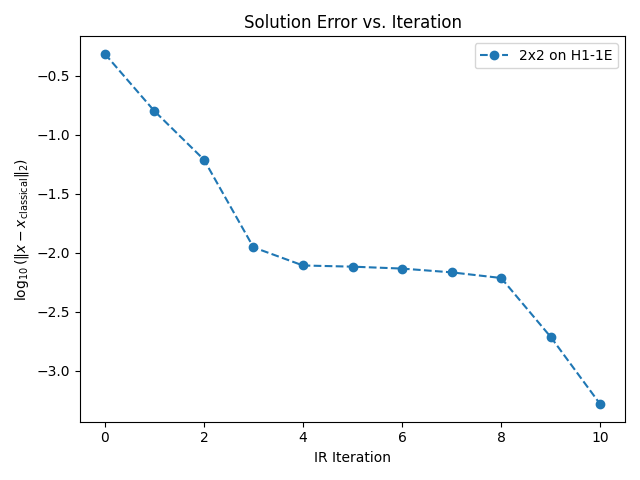 Solution Error vs. Iteration
2x2 on H1-1E
log₁₀ (‖x − x_classical‖₂)
−0.5
−1.0
−1.5
−2.0
−2.5
−3.0
0 2 4 6 8 10
IR Iteration